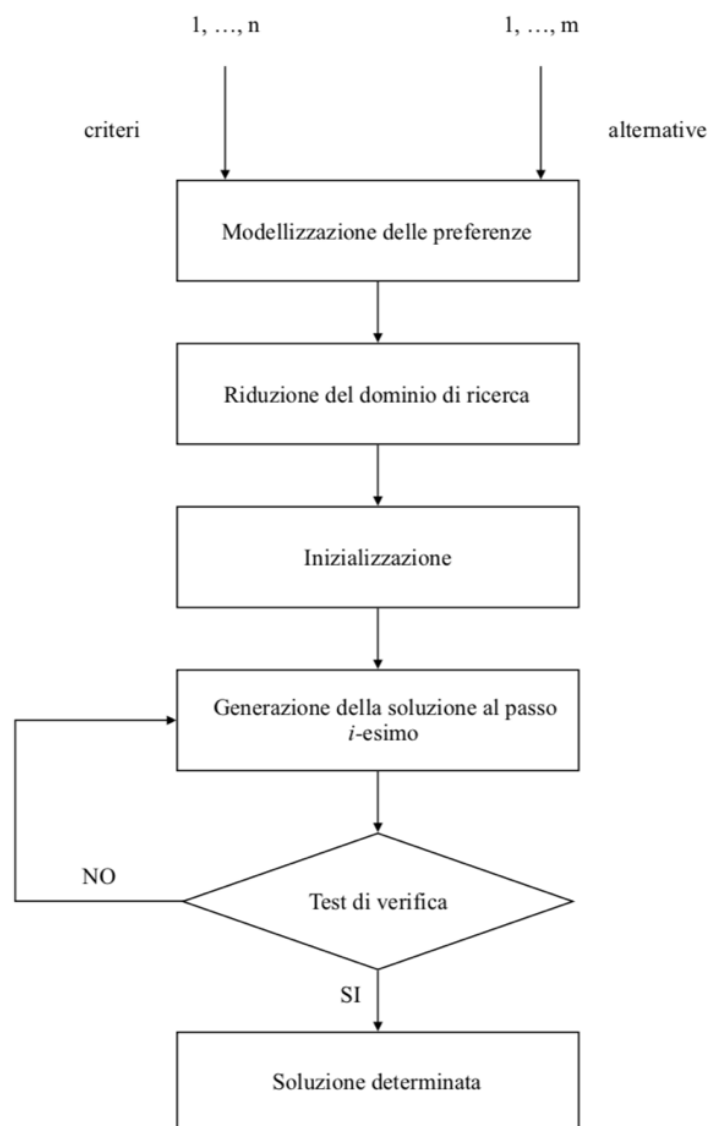 1, …, n
1, …, m
criteri
alternative
Modellizzazione delle preferenze
Riduzione del dominio di ricerca
Inizializzazione
Generazione della soluzione al passo
i-esimo
NO
Test di verifica
SI
Soluzione determinata